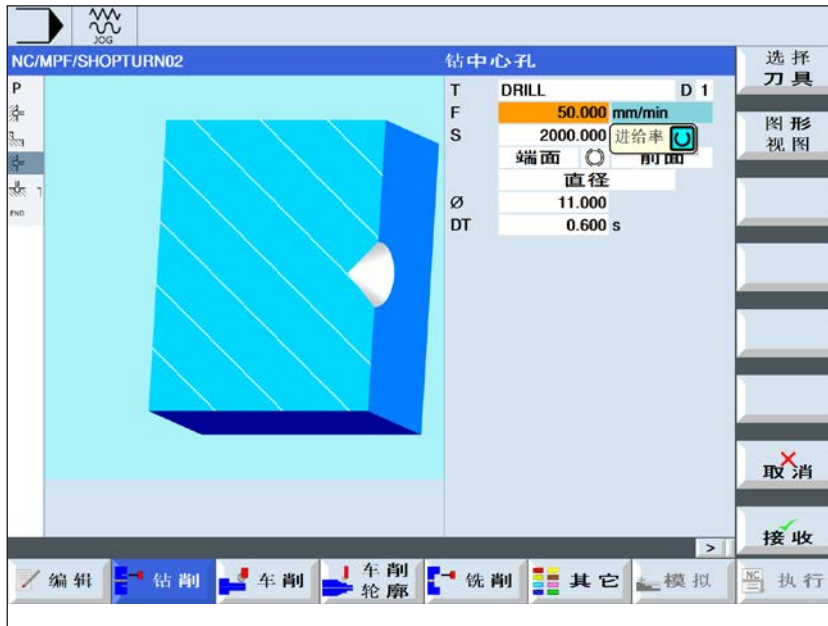 JOG
NC/MPF/SHOPTURN02
钻中心孔
选择
刀具
P
T DRILL D 1
F 50.000 mm/min
S 2000.000 进给率
端面 前面
直径
Ø 11.000
DT 0.600 s
END
图形
视图
取消
接收
>
编辑
钻削
车削
车削
轮廓
铣削
其它
模拟
NC
执行